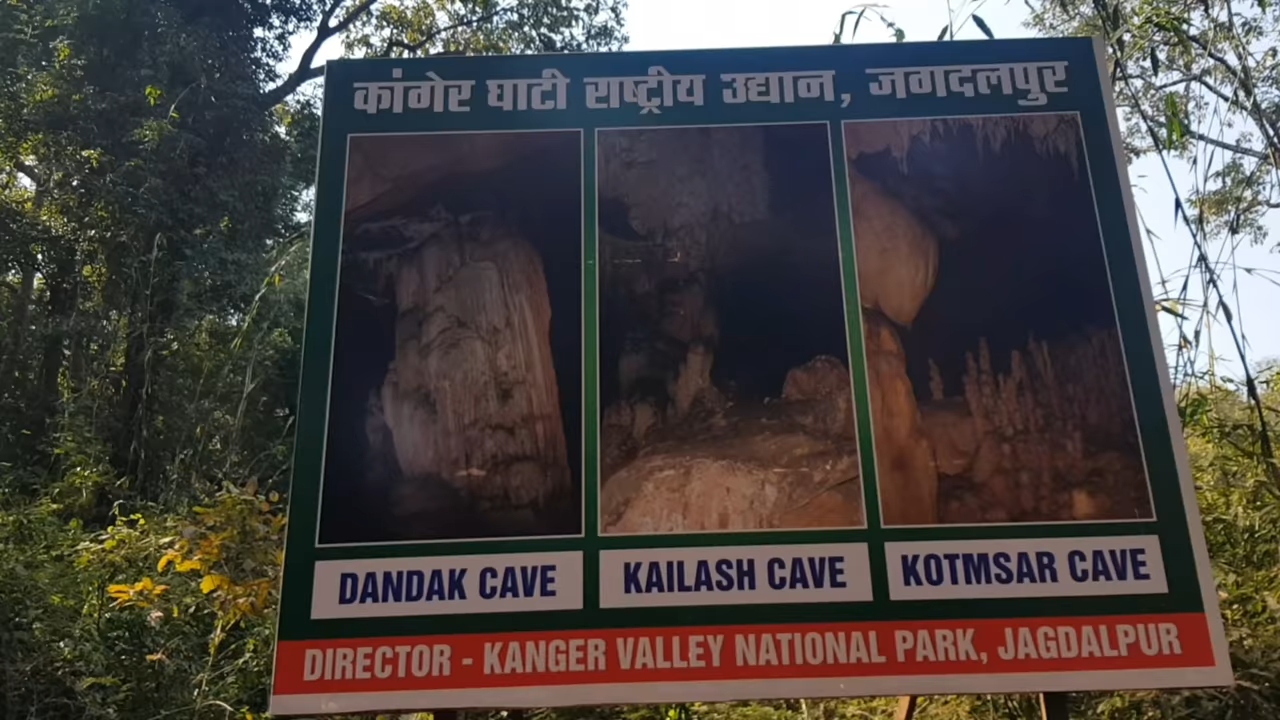 कांगेर घाटी राष्ट्रीय उद्यान, जगदलपुर
DANDAK CAVE
KAILASH CAVE
KOTMSAR CAVE
DIRECTOR - KANGER VALLEY NATIONAL PARK, JAGDALPUR